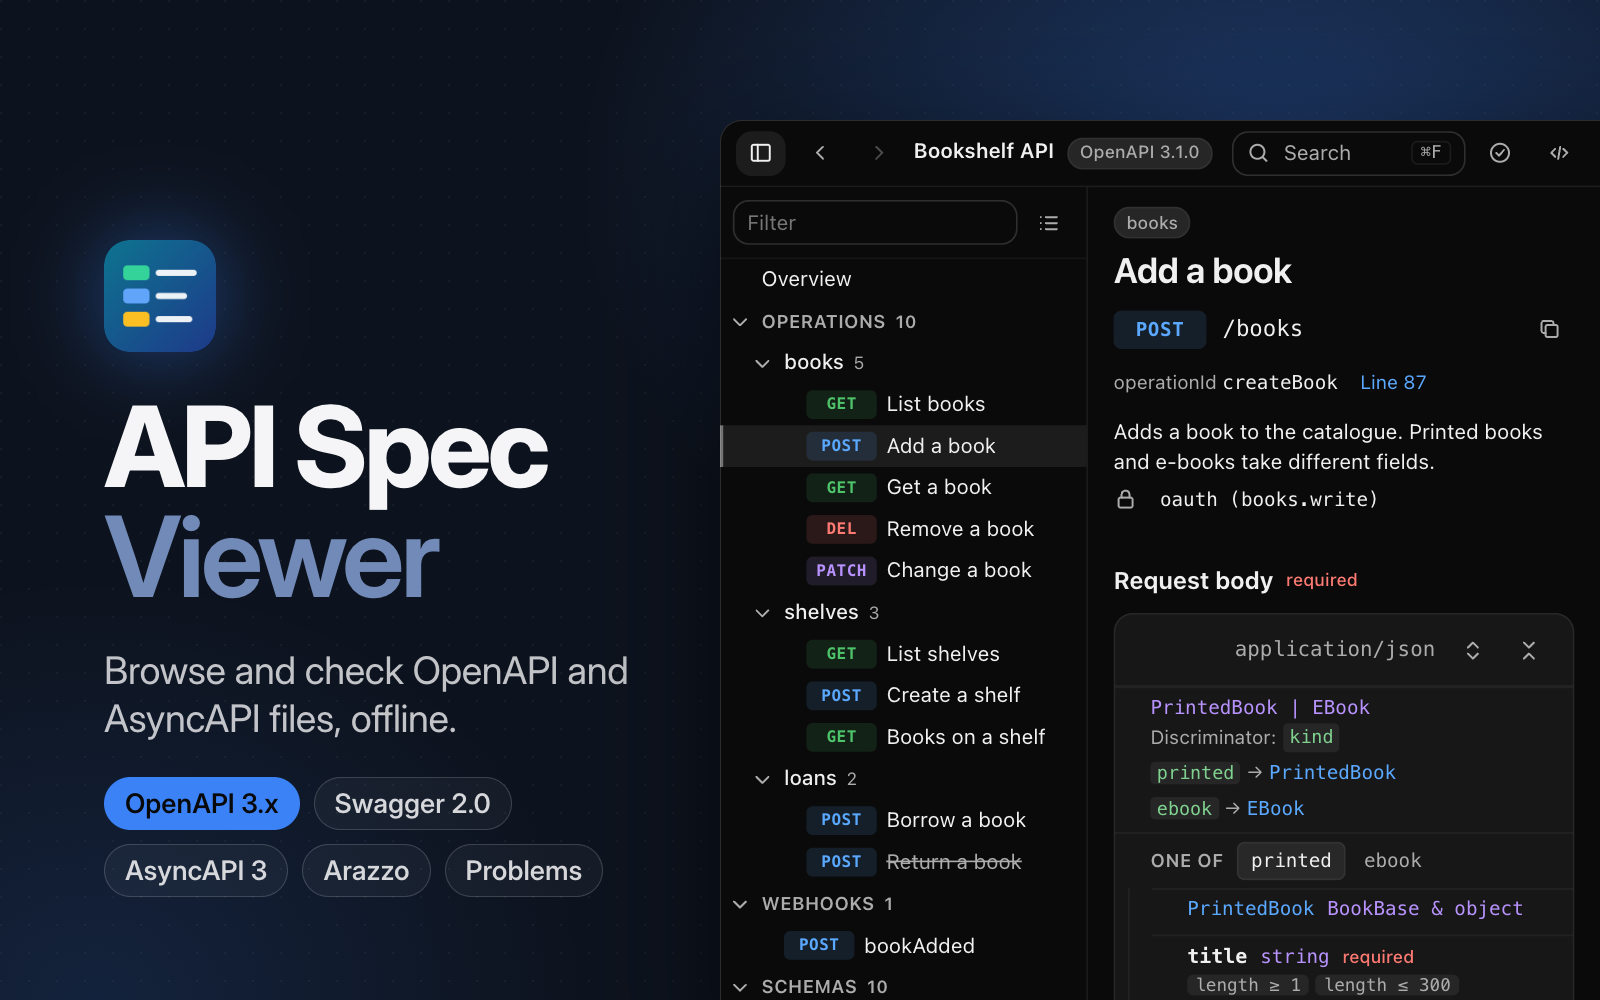 API Spec
Viewer
Browse and check OpenAPI and
AsyncAPI files, offline.
OpenAPI 3.x
Swagger 2.0
AsyncAPI 3
Arazzo
Problems
Bookshelf API
OpenAPI 3.1.0
Search
⌘F
Filter
Overview
OPERATIONS 10
books 5
GET List books
POST Add a book
GET Get a book
DEL Remove a book
PATCH Change a book
shelves 3
GET List shelves
POST Create a shelf
GET Books on a shelf
loans 2
POST Borrow a book
POST Return a book
WEBHOOKS 1
POST bookAdded
SCHEMAS 10
books
Add a book
POST /books
operationId createBook Line 87
Adds a book to the catalogue. Printed books
and e-books take different fields.
oauth (books.write)
Request body required
application/json
PrintedBook | EBook
Discriminator: kind
printed → PrintedBook
ebook → EBook
ONE OF printed ebook
PrintedBook BookBase & object
title string required
length ≥ 1 length ≤ 300